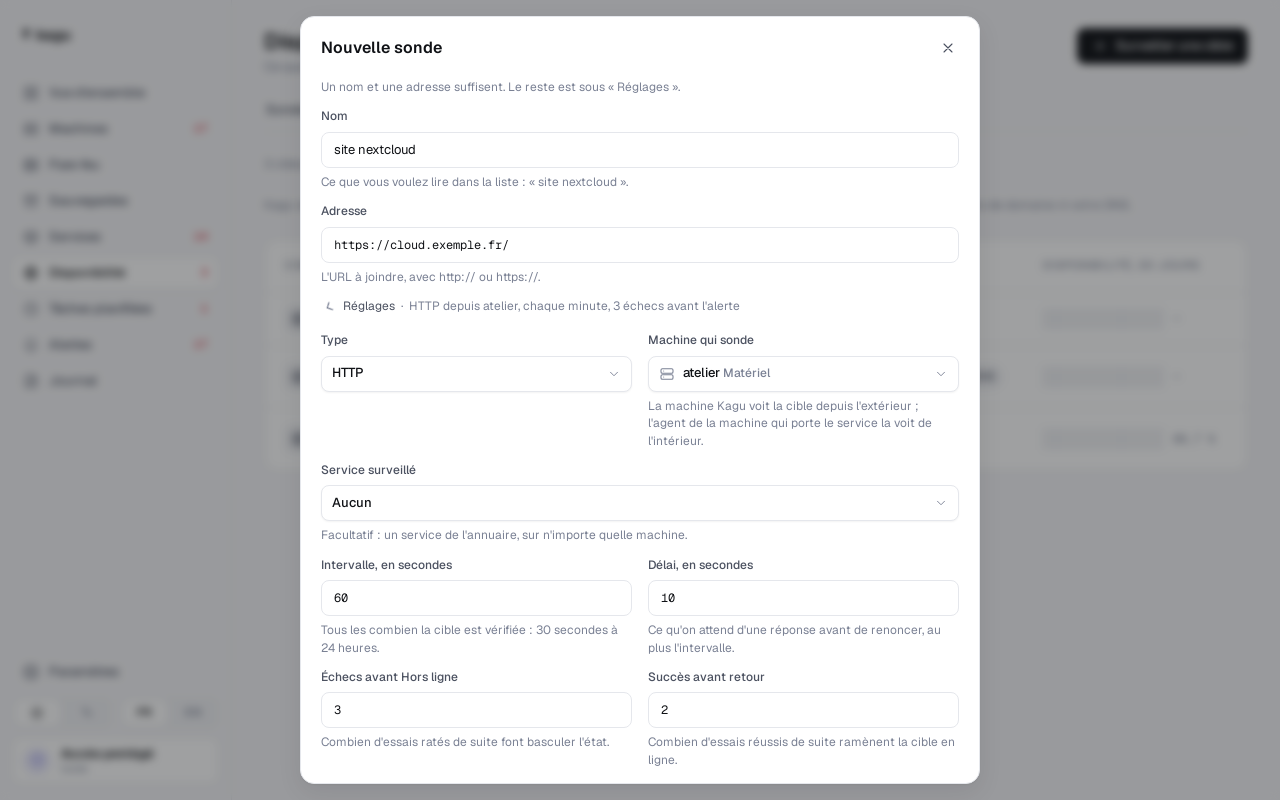 Nouvelle sonde
Un nom et une adresse suffisent. Le reste est sous « Réglages ».
Nom
site nextcloud
Ce que vous voulez lire dans la liste : « site nextcloud ».
Adresse
https://cloud.exemple.fr/
L'URL à joindre, avec http:// ou https://.
Réglages · HTTP depuis atelier, chaque minute, 3 échecs avant l'alerte
Type
Machine qui sonde
HTTP
atelier Matériel
La machine Kagu voit la cible depuis l'extérieur ;
l'agent de la machine qui porte le service la voit de
l'intérieur.
Service surveillé
Aucun
Facultatif : un service de l'annuaire, sur n'importe quelle machine.
Intervalle, en secondes
Délai, en secondes
60
10
Tous les combien la cible est vérifiée : 30 secondes à
24 heures.
Ce qu'on attend d'une réponse avant de renoncer, au
plus l'intervalle.
Échecs avant Hors ligne
Succès avant retour
3
2
Combien d'essais ratés de suite font basculer l'état.
Combien d'essais réussis de suite ramènent la cible en
ligne.